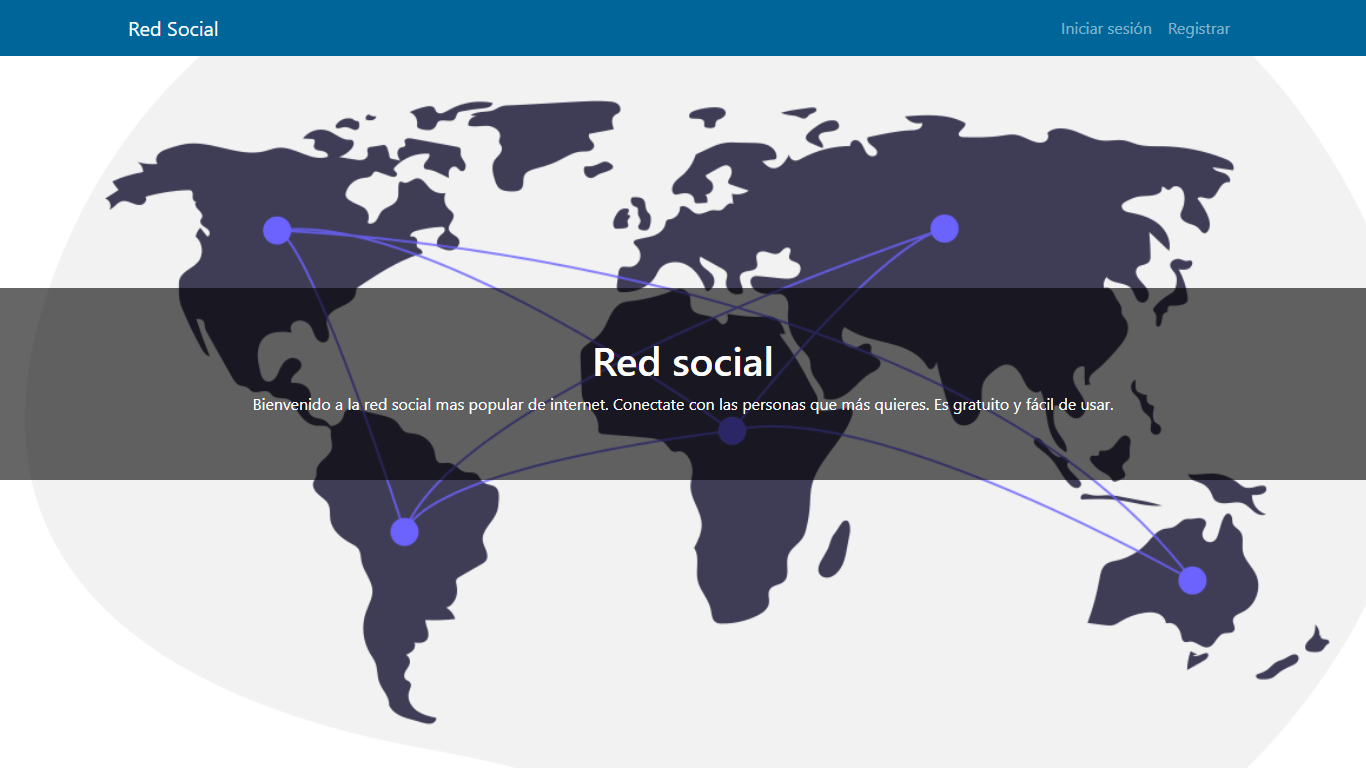 Red Social
Iniciar sesión Registrar
Red social
Bienvenido a la red social mas popular de internet. Conectate con las personas que más quieres. Es gratuito y fácil de usar.